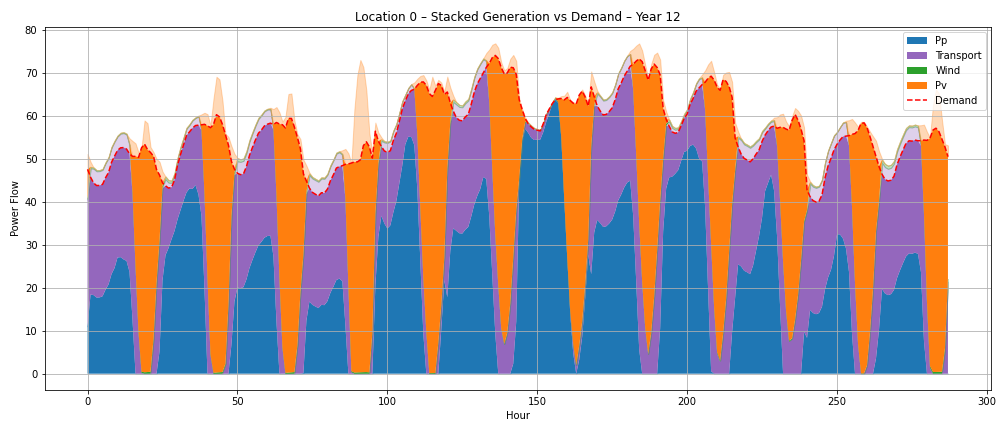 Location 0 – Stacked Generation vs Demand – Year 12
80
70
60
50
40
30
20
10
0
Power Flow
0
50
100
150
200
250
300
Hour
Pp
Transport
Wind
Pv
Demand